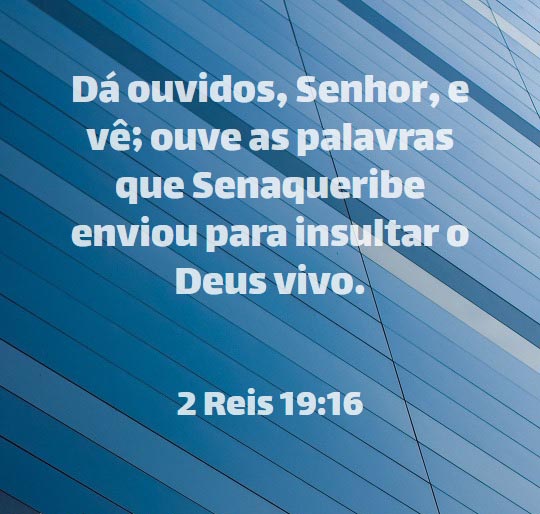 Dá ouvidos, Senhor, e
vê; ouve as palavras
que Senaqueribe
enviou para insultar o
Deus vivo.
2 Reis 19:16